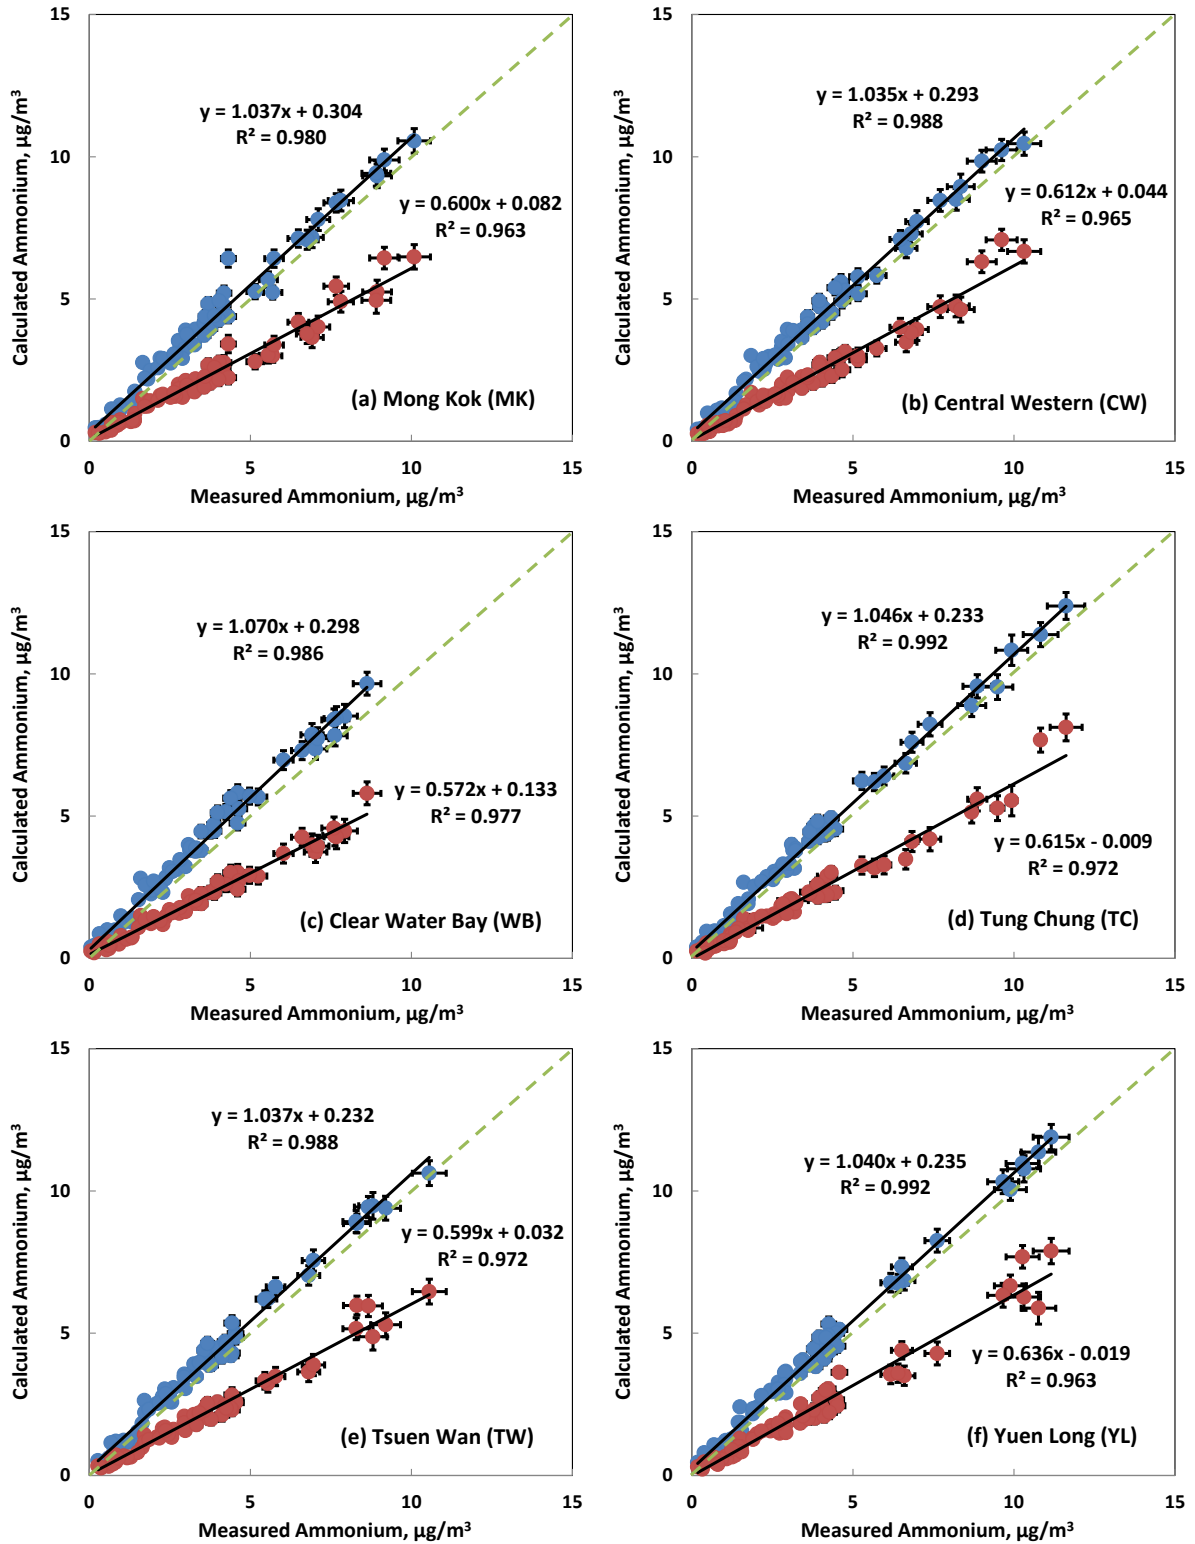 15
10
5
0
Calculated Ammonium, µg/m³
y = 1.037x + 0.304
R² = 0.980
y = 0.600x + 0.082
R² = 0.963
(a) Mong Kok (MK)
0 5 10 15
Measured Ammonium, µg/m³
15
10
5
0
Calculated Ammonium, µg/m³
y = 1.035x + 0.293
R² = 0.988
y = 0.612x + 0.044
R² = 0.965
(b) Central Western (CW)
0 5 10 15
Measured Ammonium, µg/m³
15
10
5
0
Calculated Ammonium, µg/m³
y = 1.070x + 0.298
R² = 0.986
y = 0.572x + 0.133
R² = 0.977
(c) Clear Water Bay (WB)
0 5 10 15
Measured Ammonium, µg/m³
15
10
5
0
Calculated Ammonium, µg/m³
y = 1.046x + 0.233
R² = 0.992
y = 0.615x - 0.009
R² = 0.972
(d) Tung Chung (TC)
0 5 10 15
Measured Ammonium, µg/m³
15
10
5
0
Calculated Ammonium, µg/m³
y = 1.037x + 0.232
R² = 0.988
y = 0.599x + 0.032
R² = 0.972
(e) Tsuen Wan (TW)
0 5 10 15
Measured Ammonium, µg/m³
15
10
5
0
Calculated Ammonium, µg/m³
y = 1.040x + 0.235
R² = 0.992
y = 0.636x - 0.019
R² = 0.963
(f) Yuen Long (YL)
0 5 10 15
Measured Ammonium, µg/m³